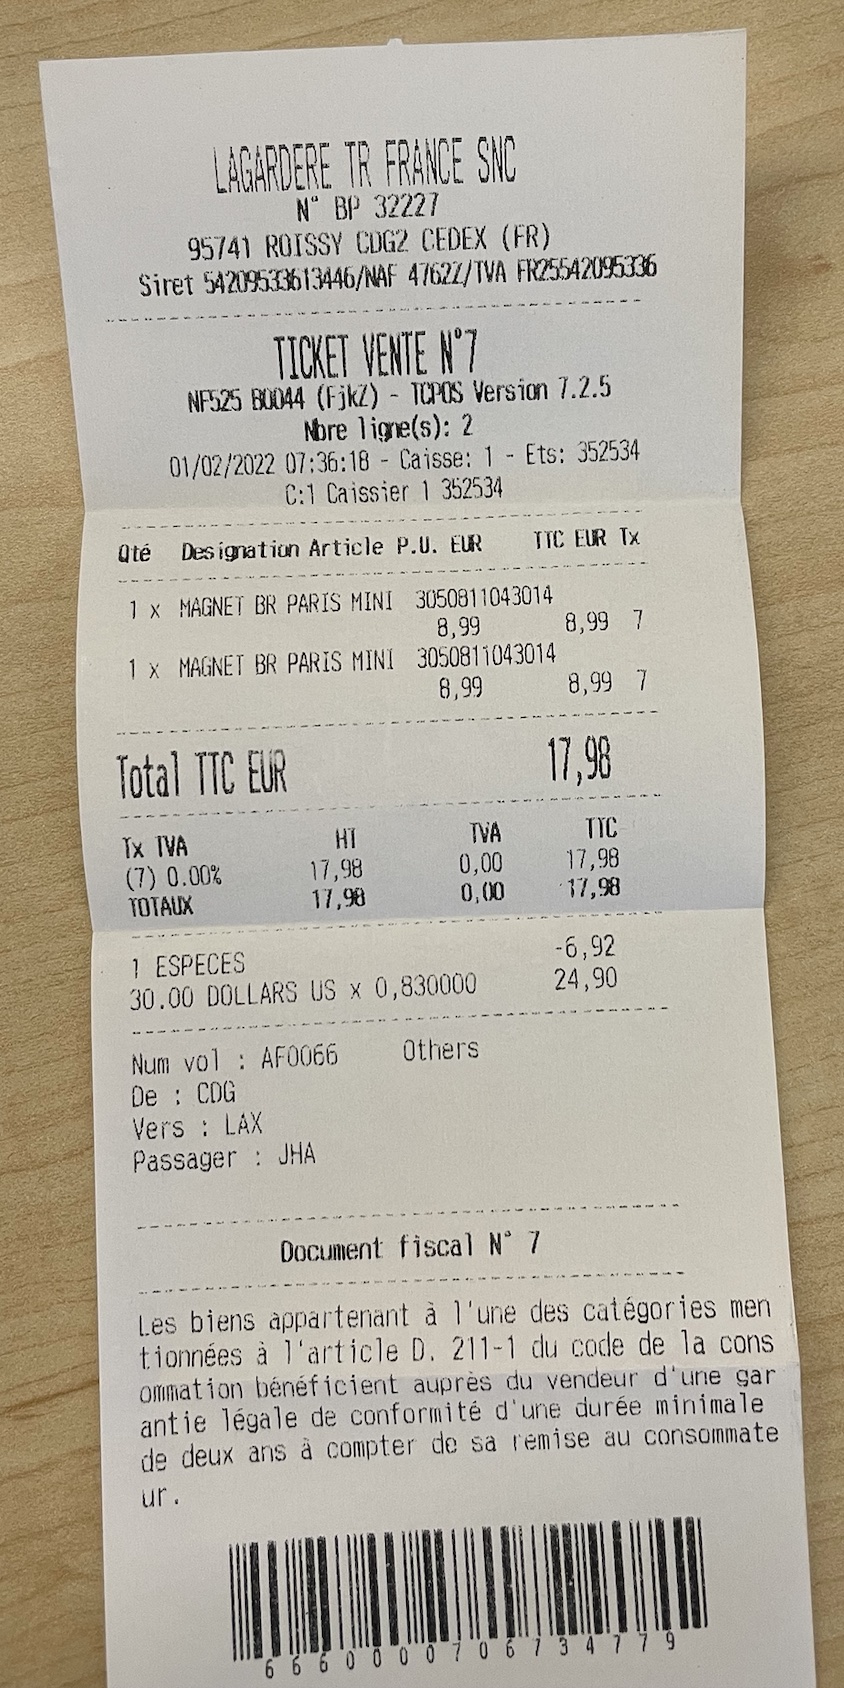 LAGARDERE TR FRANCE SNC
N° BP 32227
95741 ROISSY CDG2 CEDEX (FR)
Siret 54209533613446/NAF 4762Z/TVA FR25542095336
TICKET VENTE N°7
NF525 B0044 (FjkZ) - TCPOS Version 7.2.5
Nbre ligne(s): 2
01/02/2022 07:36:18 - Caisse: 1 - Ets: 352534
C:1 Caissier 1 352534
Qté Designation Article P.U. EUR TTC EUR Tx
1 x MAGNET BR PARIS MINI 3050811043014
8,99 8,99 7
1 x MAGNET BR PARIS MINI 3050811043014
8,99 8,99 7
Total TTC EUR 17,98
Tx TVA HT TVA TTC
(7) 0.00% 17,98 0,00 17,98
TOTAUX 17,98 0,00 17,98
1 ESPECES -6,92
30.00 DOLLARS US x 0,830000 24,90
Num vol : AF0066 Others
De : CDG
Vers : LAX
Passager : JHA
Document fiscal N° 7
Les biens appartenant à l'une des catégories men
tionnées à l'article D. 211-1 du code de la cons
ommation bénéficient auprès du vendeur d'une gar
antie légale de conformité d'une durée minimale
de deux ans à compter de sa remise au consommate
ur.
6660000706734779